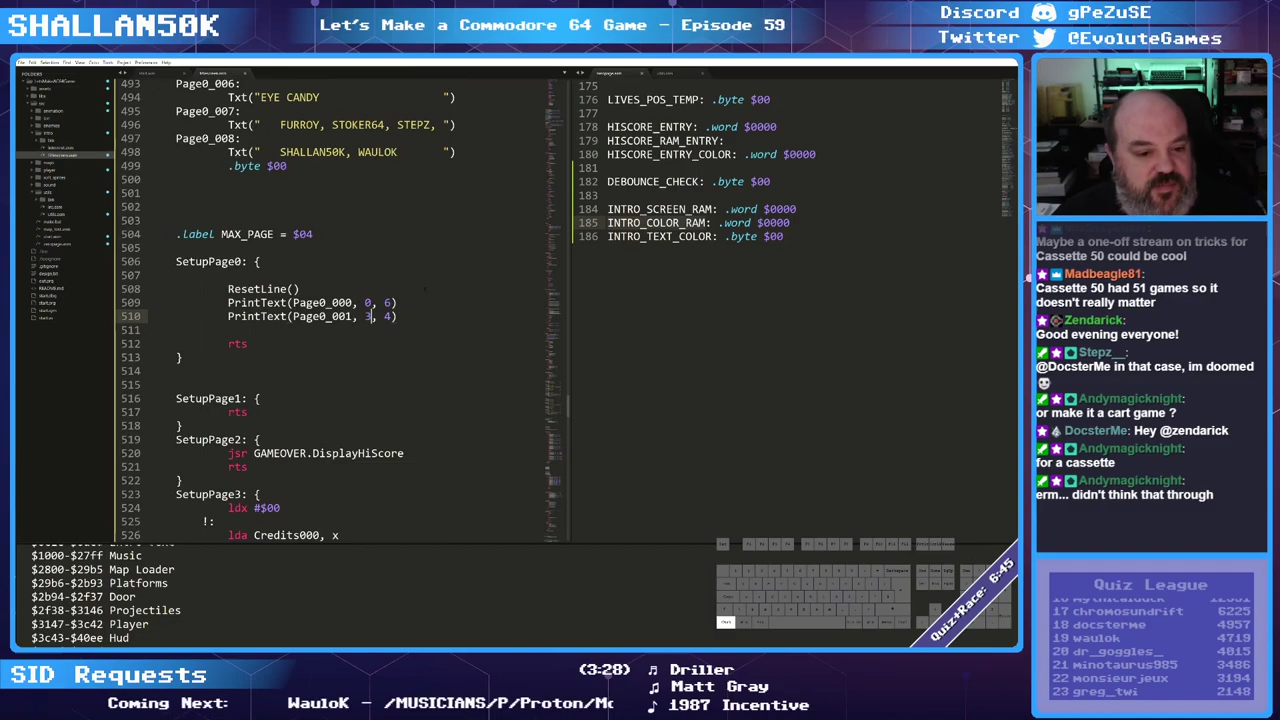 SHALLAN50K
Let's Make a Commodore 64 Game - Episode 59
Discord gPeZuSE
Twitter @EvoluteGames
FOLDERS
493 Page0_006:
494 Txt("EYE CANDY ")
495 Page0_007:
496 Txt(" FURROY, STOKER64, STEPZ, ")
497 Page0_008:
498 Txt(" SHALLAN50K, WAULOK ")
499 .byte $00
500
501
502
503
504 .label MAX_PAGE = $04
505
506 SetupPage0: {
507
508 ResetLine()
509 PrintText(Page0_000, 0, 6)
510 PrintText(Page0_001, 3, 4)
511
512 rts
513 }
514
515
516 SetupPage1: {
517 rts
518 }
519 SetupPage2: {
520 jsr GAMEOVER.DisplayHiScore
521 rts
522 }
523 SetupPage3: {
524 ldx #$00
525 !:
526 lda Credits000, x
175
176 LIVES_POS_TEMP: .byte $00
177
178 HISCORE_ENTRY: .word $0000
179 HISCORE_RAM_ENTRY:
180 HISCORE_ENTRY_COLOR: .word $0000
181
182 DEBOUNCE_CHECK: .byte $00
183
184 INTRO_SCREEN_RAM: .word $0000
185 INTRO_COLOR_RAM: .word $0000
186 INTRO_TEXT_COLOR: .byte $00
$1000-$27ff Music
$2800-$29b5 Map Loader
$29b6-$2b93 Platforms
$2b94-$2f37 Door
$2f38-$3146 Projectiles
$3147-$3c42 Player
$3c43-$40ee Hud
Maybe a one-off stream on tricks for
Cassette 50 could be cool
Madbeagle81: Cassette 50 had 51 games so it
doesn't really matter
Zendarick:
Good evening everyone!
Stepz__:
@DocsterMe in that case, im doomed
Andymagicknight:
or make it a cart game ?
DocsterMe: Hey @zendarick
Andymagicknight:
for a cassette
Andymagicknight:
erm... didn't think that through
Quiz+Race: 6:45
Quiz League
17 chromosundrift 6225
18 docsterme 4957
19 waulok 4719
20 dr_goggles_ 4015
21 minotaurus985 3486
22 monsieurjeux 3194
23 greg_twi 2148
SID Requests
(3:28) Driller
Matt Gray
1987 Incentive
Coming Next: WauloK - /MUSICIANS/P/Proton/Mc